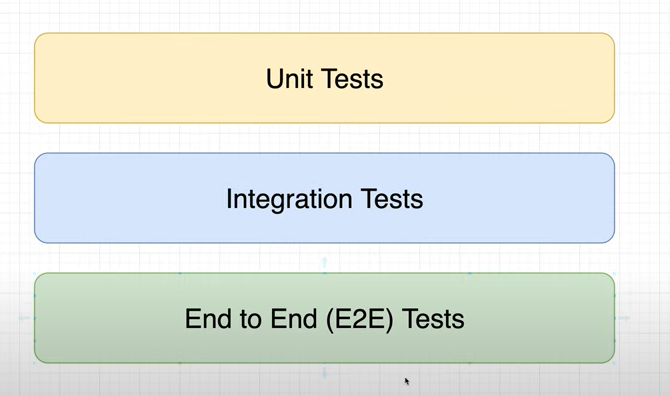 Unit Tests
Integration Tests
End to End (E2E) Tests